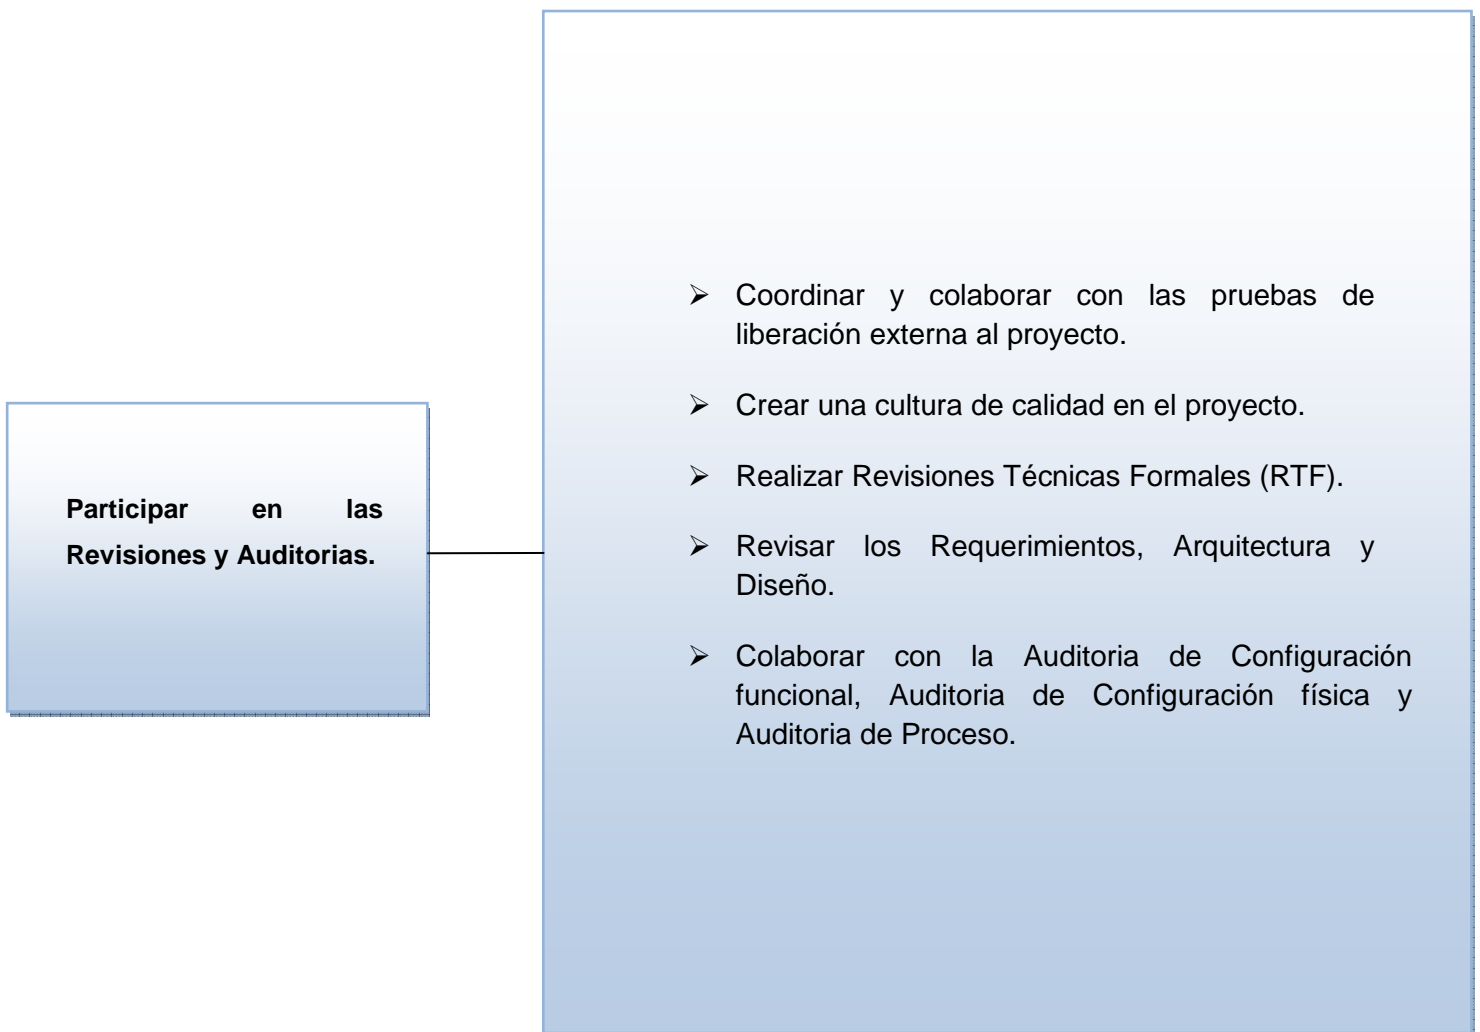 Participar en las
Revisiones y Auditorias.
➢ Coordinar y colaborar con las pruebas de
liberación externa al proyecto.
➢ Crear una cultura de calidad en el proyecto.
➢ Realizar Revisiones Técnicas Formales (RTF).
➢ Revisar los Requerimientos, Arquitectura y
Diseño.
➢ Colaborar con la Auditoria de Configuración
funcional, Auditoria de Configuración física y
Auditoria de Proceso.